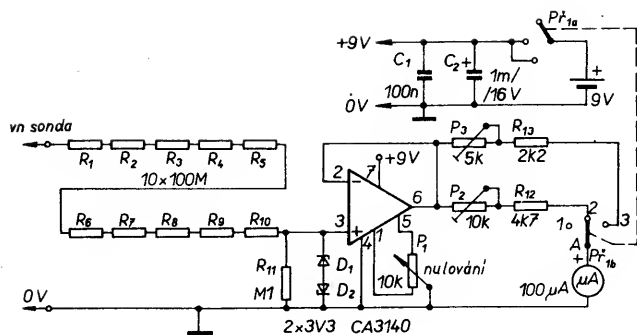 Př1a
+9V
C1
C2
+
1m/
/16 V
100n
+
9V
0V
vn sonda
R1 R2 R3 R4 R5
10×100M
R6 R7 R8 R9 R10
P3
5k
R13
2k2
+9V
2
7
−
6
P2
10k
R12
4k7
2
1
3
3
+
4
1
5
P1
10k
nulování
A
+
Př1b
µA
100µA
R11
M1
D1
D2
0V
2×3V3 CA3140